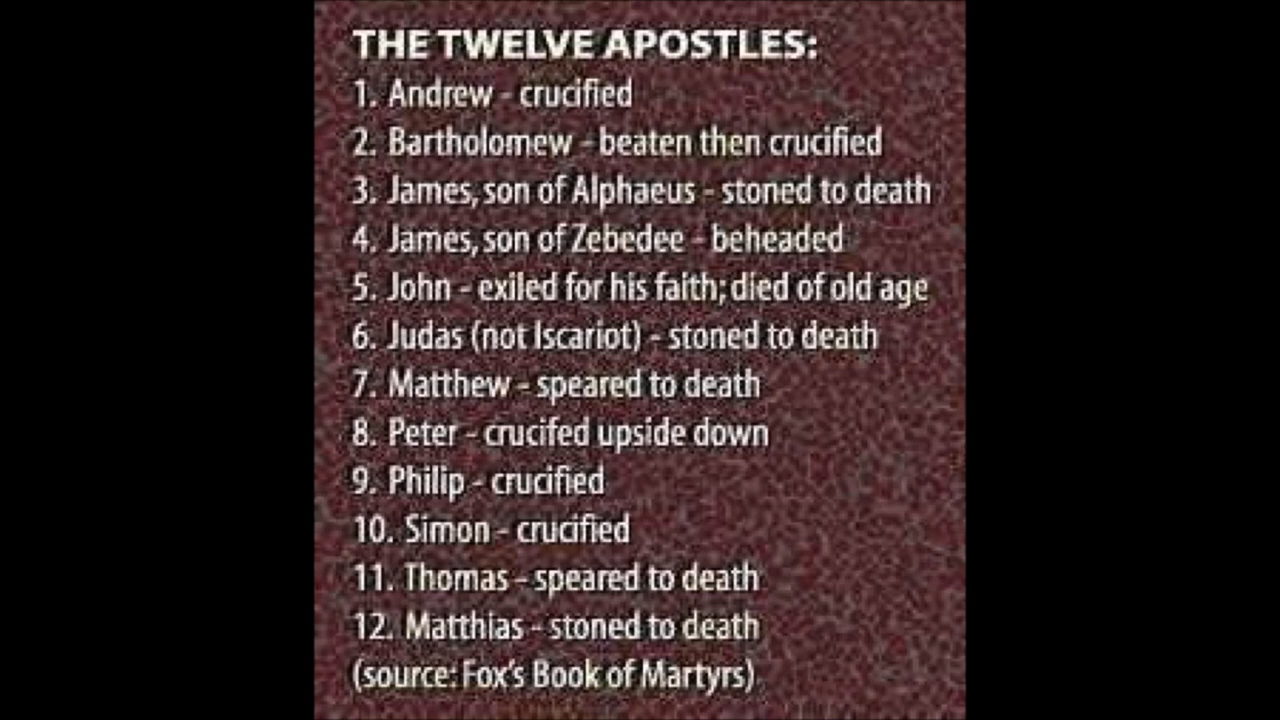 THE TWELVE APOSTLES:
1. Andrew - crucified
2. Bartholomew - beaten then crucified
3. James, son of Alphaeus - stoned to death
4. James, son of Zebedee - beheaded
5. John - exiled for his faith; died of old age
6. Judas (not Iscariot) - stoned to death
7. Matthew - speared to death
8. Peter - crucifed upside down
9. Philip - crucified
10. Simon - crucified
11. Thomas - speared to death
12. Matthias - stoned to death
(source: Fox's Book of Martyrs)